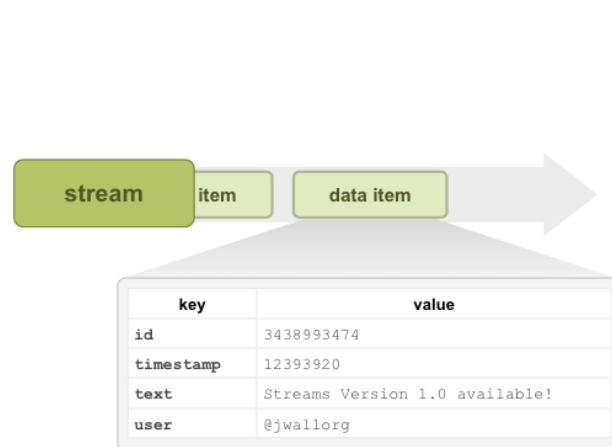 stream item data item
key value
id 3438993474
timestamp 12393920
text Streams Version 1.0 available!
user @jwallorg